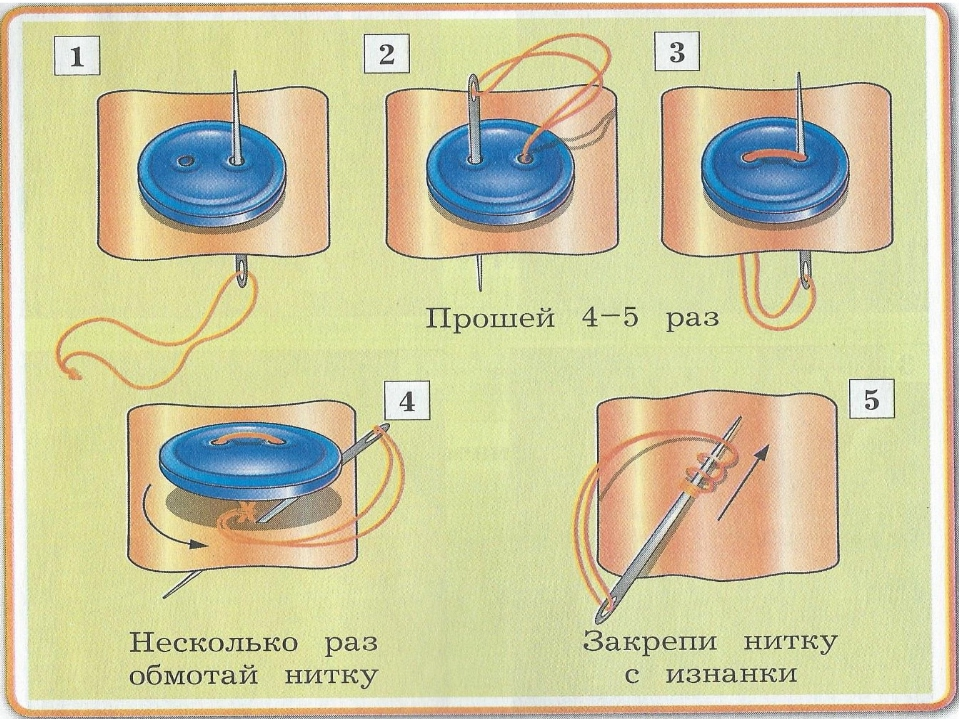 1
2
3
Прошей 4−5 раз
4
5
Несколько раз
обмотай нитку
Закрепи нитку
с изнанки